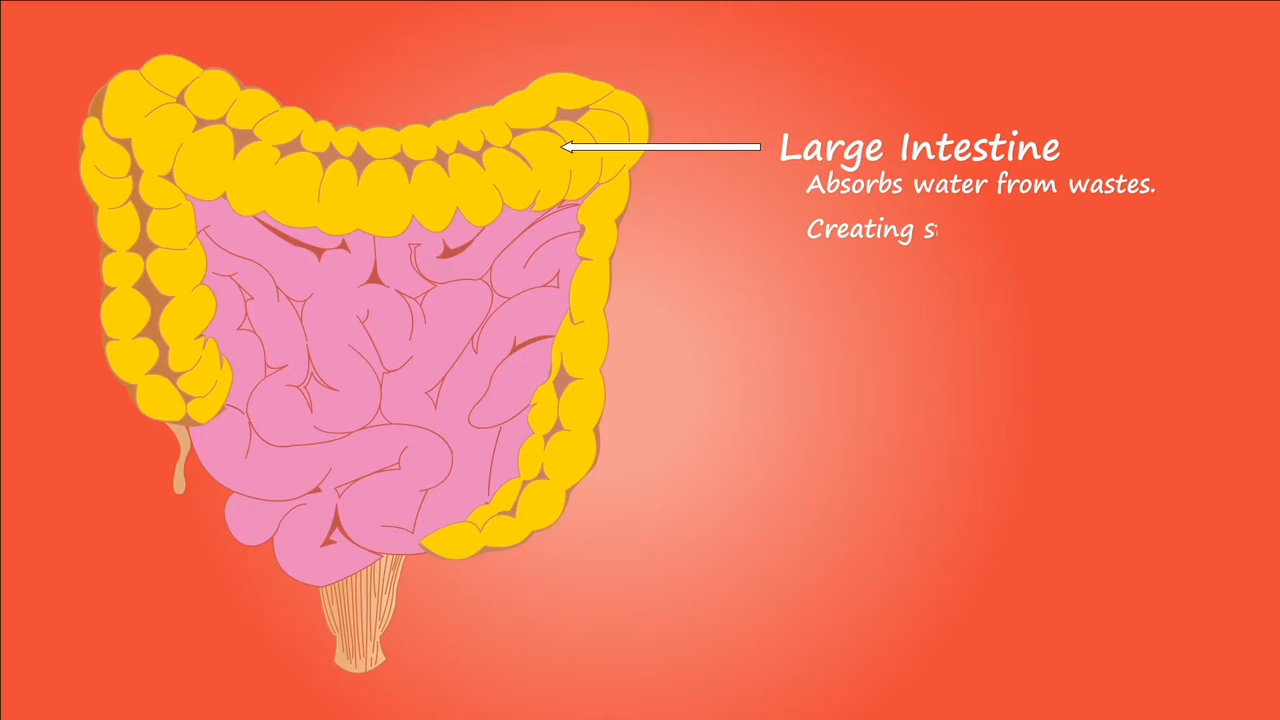 Large Intestine
Absorbs water from wastes.
Creating s